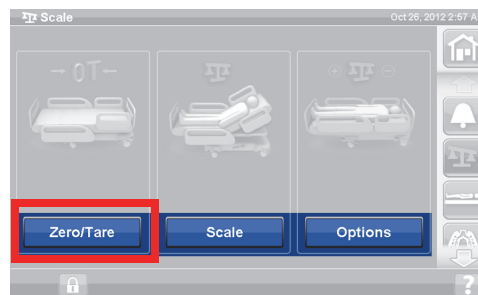 Scale
Oct 26, 2012 2:57 A
→0T←
Zero/Tare
Scale
Options
?